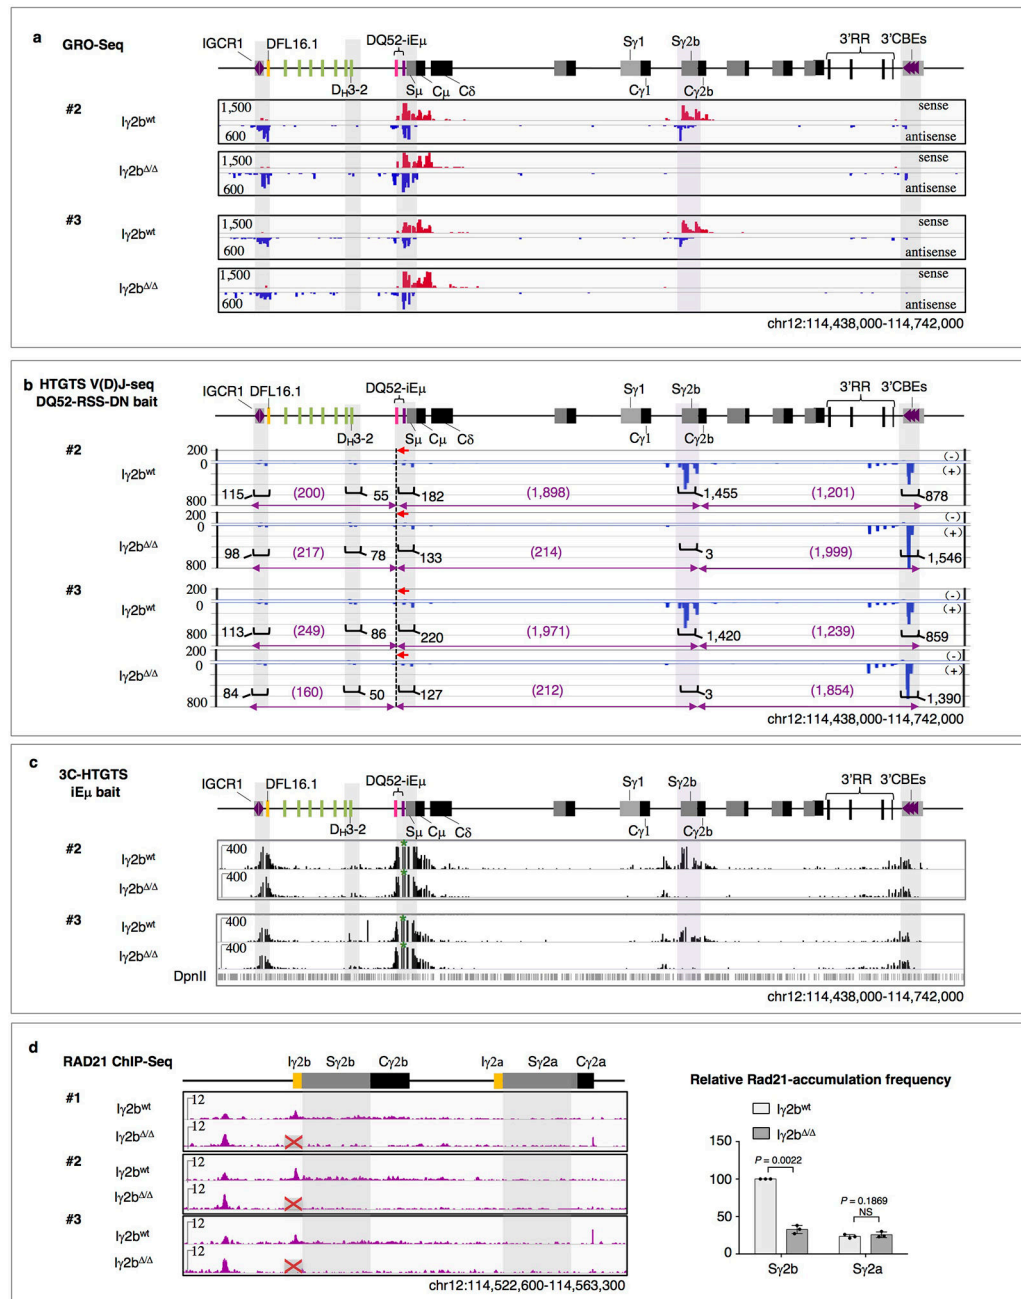 a
GRO-Seq
IGCR1 DFL16.1 DQ52-iEμ Sγ1 Sγ2b 3'RR 3'CBEs
DH3-2 Sμ Cμ Cδ Cγ1 Cγ2b
#2
Iγ2bwt 1,500 sense
600 antisense
Iγ2bΔ/Δ 1,500 sense
600 antisense
#3
Iγ2bwt 1,500 sense
600 antisense
Iγ2bΔ/Δ 1,500 sense
600 antisense
chr12:114,438,000-114,742,000
b HTGTS V(D)J-seq
DQ52-RSS-DN bait
IGCR1 DFL16.1 DQ52-iEμ Sγ1 Sγ2b 3'RR 3'CBEs
DH3-2 Sμ Cμ Cδ Cγ1 Cγ2b
#2
200 (-)
0 (+)
Iγ2bwt
800 115 (200) 55 182 (1,898) 1,455 (1,201) 878
200 (-)
0 (+)
Iγ2bΔ/Δ
800 98 (217) 78 133 (214) 3 (1,999) 1,546
#3
200 (-)
0 (+)
Iγ2bwt
800 113 (249) 86 220 (1,971) 1,420 (1,239) 859
200 (-)
0 (+)
Iγ2bΔ/Δ
800 84 (160) 50 127 (212) 3 (1,854) 1,390
chr12:114,438,000-114,742,000
c 3C-HTGTS
iEμ bait
IGCR1 DFL16.1 DQ52-iEμ Sγ1 Sγ2b 3'RR 3'CBEs
DH3-2 Sμ Cμ Cδ Cγ1 Cγ2b
#2
Iγ2bwt 400 *
Iγ2bΔ/Δ 400 *
#3
Iγ2bwt 400 *
Iγ2bΔ/Δ 400 *
DpnII
chr12:114,438,000-114,742,000
d
RAD21 ChIP-Seq
Iγ2b Sγ2b Cγ2b Iγ2a Sγ2a Cγ2a
#1
Iγ2bwt 12
Iγ2bΔ/Δ 12
#2
Iγ2bwt 12
Iγ2bΔ/Δ 12
#3
Iγ2bwt 12
Iγ2bΔ/Δ 12
chr12:114,522,600-114,563,300
Relative Rad21-accumulation frequency
Iγ2bwt
Iγ2bΔ/Δ
150
P = 0.0022
100
P = 0.1869
NS
50
0
Sγ2b Sγ2a